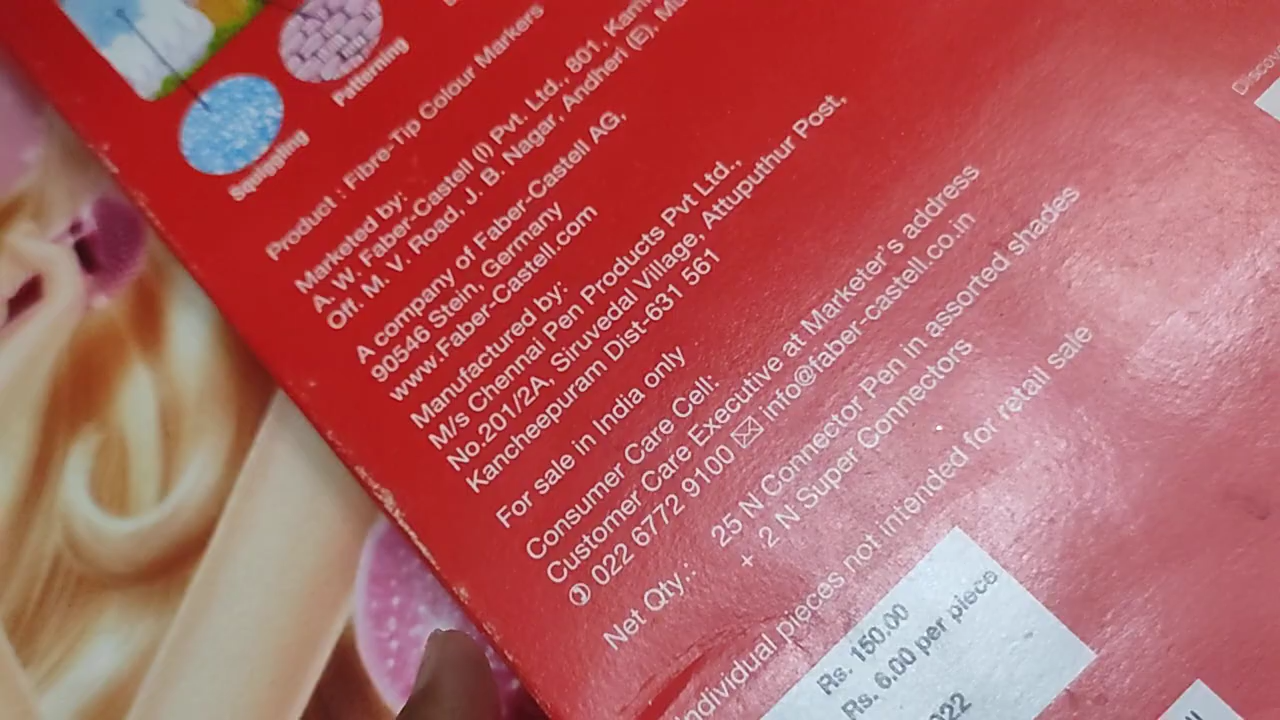 Patterning
Squiggling
Product : Fibre-Tip Colour Markers
Marketed by:
A. W. Faber-Castell (I) Pvt. Ltd., 801,
Off. M. V. Road, J. B. Nagar, Andheri (E),
A company of Faber-Castell AG,
90546 Stein, Germany
www.Faber-Castell.com
Manufactured by:
M/s Chennai Pen Products Pvt Ltd.,
No.201/2A, Siruvedal Village, Attuputhur Post,
Kancheepuram Dist-631 561
For sale in India only
Consumer Care Cell:
Customer Care Executive at Marketer's address
022 6772 9100 info@faber-castell.co.in
Net Qty.: 25 N Connector Pen in assorted shades
+ 2 N Super Connectors
Individual pieces not intended for retail sale
Rs. 150.00
Rs. 6.00 per piece